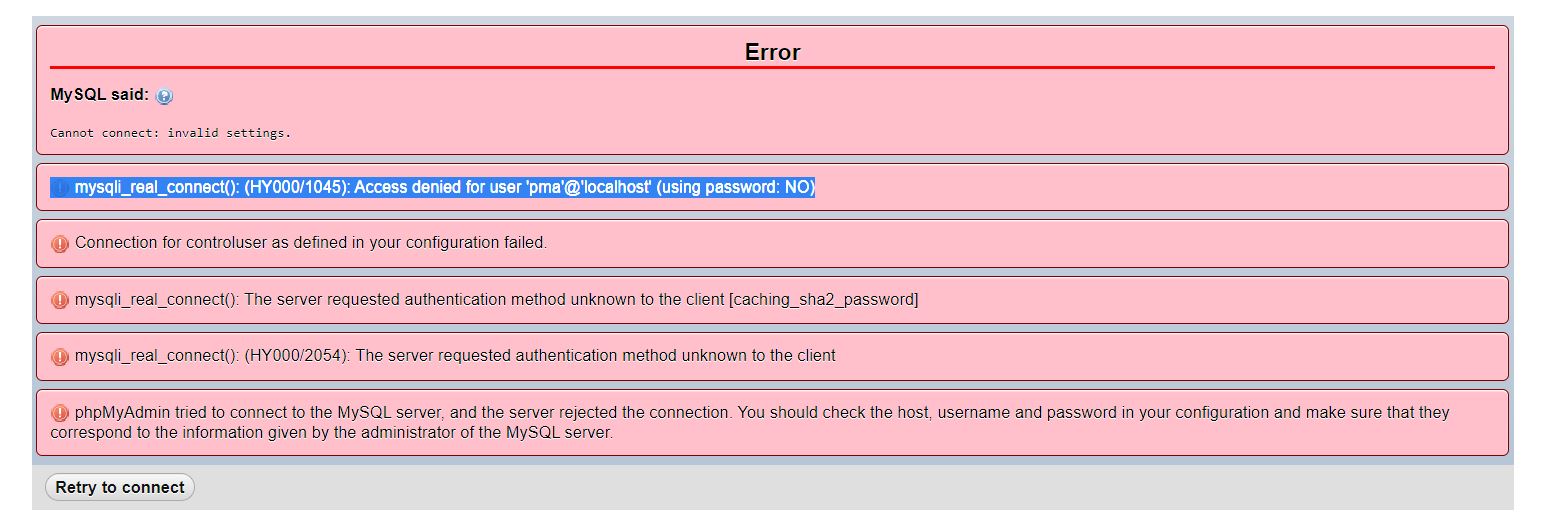 Error
MySQL said:
Cannot connect: invalid settings.
mysqli_real_connect(): (HY000/1045): Access denied for user 'pma'@'localhost' (using password: NO)
Connection for controluser as defined in your configuration failed.
mysqli_real_connect(): The server requested authentication method unknown to the client [caching_sha2_password]
mysqli_real_connect(): (HY000/2054): The server requested authentication method unknown to the client
phpMyAdmin tried to connect to the MySQL server, and the server rejected the connection. You should check the host, username and password in your configuration and make sure that they
correspond to the information given by the administrator of the MySQL server.
Retry to connect